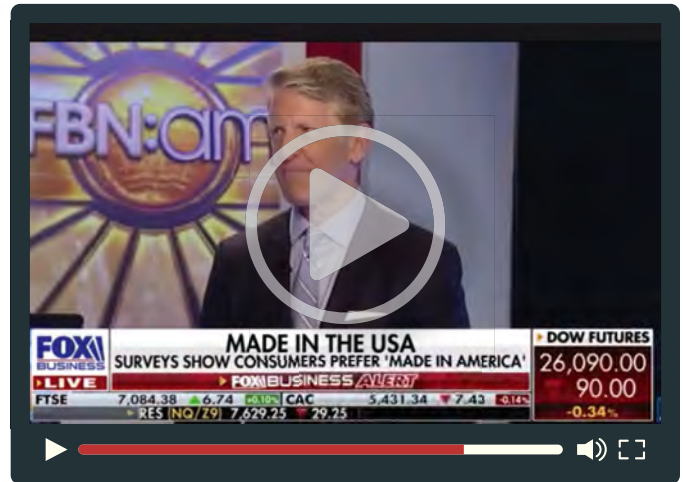 FBN:am
MADE IN THE USA
SURVEYS SHOW CONSUMERS PREFER 'MADE IN AMERICA'
FOX BUSINESS ALERT
FOX
BUSINESS
LIVE
DOW FUTURES
26,090.00
90.00
-0.34%
FTSE 7,084.38 6.74 +0.10% CAC 5,431.34 7.43 -0.14%
RES (NQ/Z9) 7,629.25 29.25